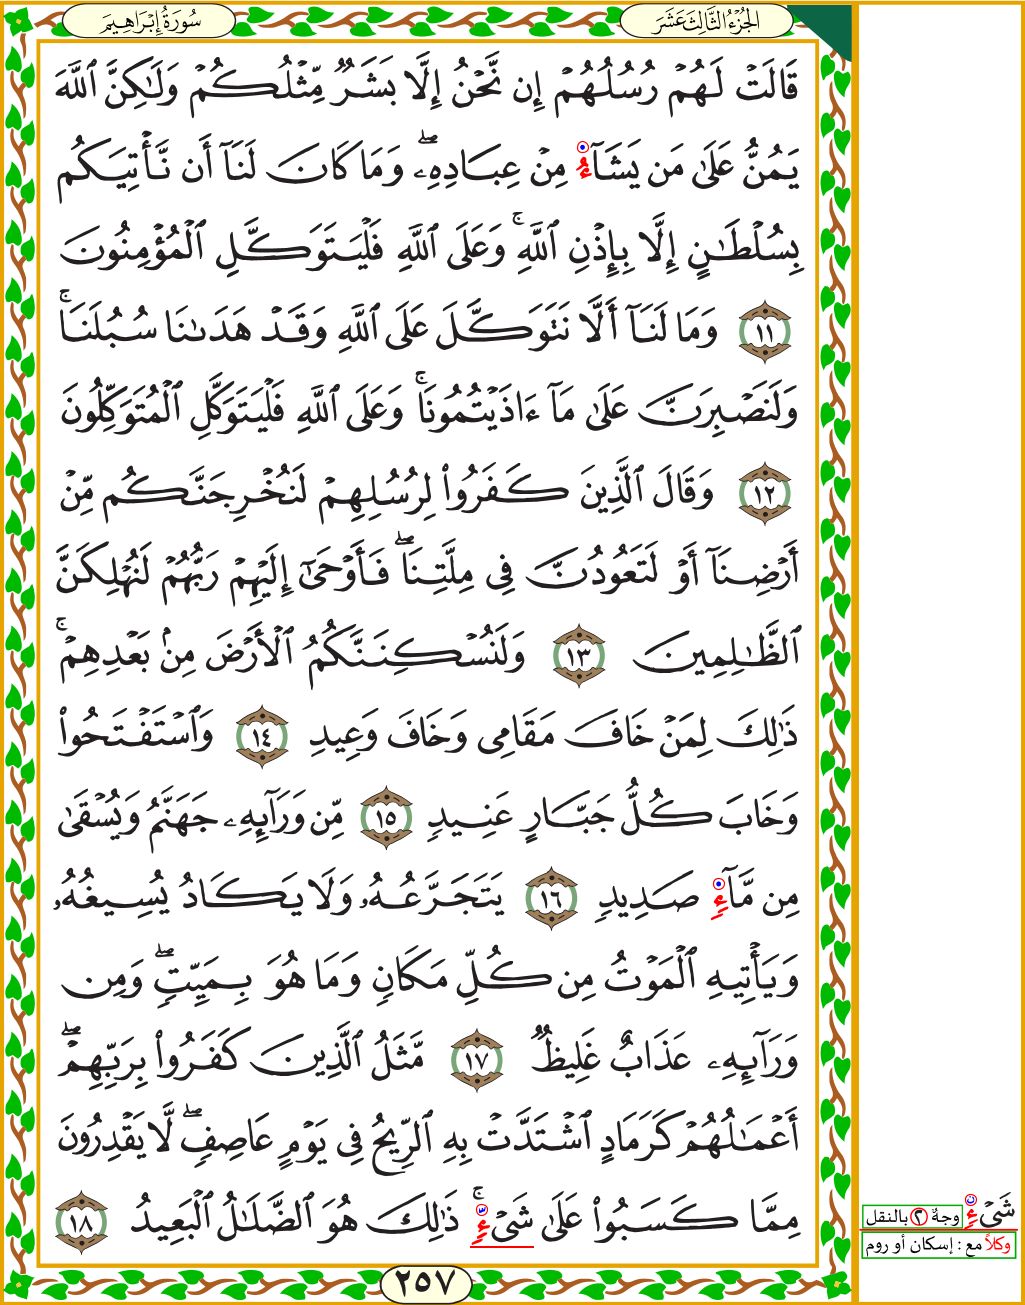 سُورَةُ إِبْرَاهِيمَ
الجُزْءُ الثَّالِثَ عَشَرَ
قَالَتْ لَهُمْ رُسُلُهُمْ إِن نَّحْنُ إِلَّا بَشَرٌ مِّثْلُكُمْ وَلَٰكِنَّ ٱللَّهَ
يَمُنُّ عَلَىٰ مَن يَشَآءُ مِنْ عِبَادِهِۦ ۖ وَمَا كَانَ لَنَآ أَن نَّأْتِيَكُم
بِسُلْطَٰنٍ إِلَّا بِإِذْنِ ٱللَّهِ ۚ وَعَلَى ٱللَّهِ فَلْيَتَوَكَّلِ ٱلْمُؤْمِنُونَ
١١ وَمَا لَنَآ أَلَّا نَتَوَكَّلَ عَلَى ٱللَّهِ وَقَدْ هَدَىٰنَا سُبُلَنَا ۚ
وَلَنَصْبِرَنَّ عَلَىٰ مَآ ءَاذَيْتُمُونَا ۚ وَعَلَى ٱللَّهِ فَلْيَتَوَكَّلِ ٱلْمُتَوَكِّلُونَ
١٢ وَقَالَ ٱلَّذِينَ كَفَرُوا۟ لِرُسُلِهِمْ لَنُخْرِجَنَّكُم مِّنْ
أَرْضِنَآ أَوْ لَتَعُودُنَّ فِى مِلَّتِنَا ۖ فَأَوْحَىٰٓ إِلَيْهِمْ رَبُّهُمْ لَنُهْلِكَنَّ
ٱلظَّٰلِمِينَ ١٣ وَلَنُسْكِنَنَّكُمُ ٱلْأَرْضَ مِنۢ بَعْدِهِمْ ۚ
ذَٰلِكَ لِمَنْ خَافَ مَقَامِى وَخَافَ وَعِيدِ ١٤ وَٱسْتَفْتَحُوا۟
وَخَابَ كُلُّ جَبَّارٍ عَنِيدٍ ١٥ مِّن وَرَآئِهِۦ جَهَنَّمُ وَيُسْقَىٰ
مِن مَّآءٍ صَدِيدٍ ١٦ يَتَجَرَّعُهُۥ وَلَا يَكَادُ يُسِيغُهُۥ
وَيَأْتِيهِ ٱلْمَوْتُ مِن كُلِّ مَكَانٍ وَمَا هُوَ بِمَيِّتٍ ۖ وَمِن
وَرَآئِهِۦ عَذَابٌ غَلِيظٌ ١٧ مَّثَلُ ٱلَّذِينَ كَفَرُوا۟ بِرَبِّهِمْ ۖ
أَعْمَٰلُهُمْ كَرَمَادٍ ٱشْتَدَّتْ بِهِ ٱلرِّيحُ فِى يَوْمٍ عَاصِفٍ ۖ لَّا يَقْدِرُونَ
مِمَّا كَسَبُوا۟ عَلَىٰ شَىْءٍ ۚ ذَٰلِكَ هُوَ ٱلضَّلَٰلُ ٱلْبَعِيدُ ١٨
شَىْءٍ وجهٌ ٢ بالنقل
وكلاً مع : إسكان أو روم
٢٥٧